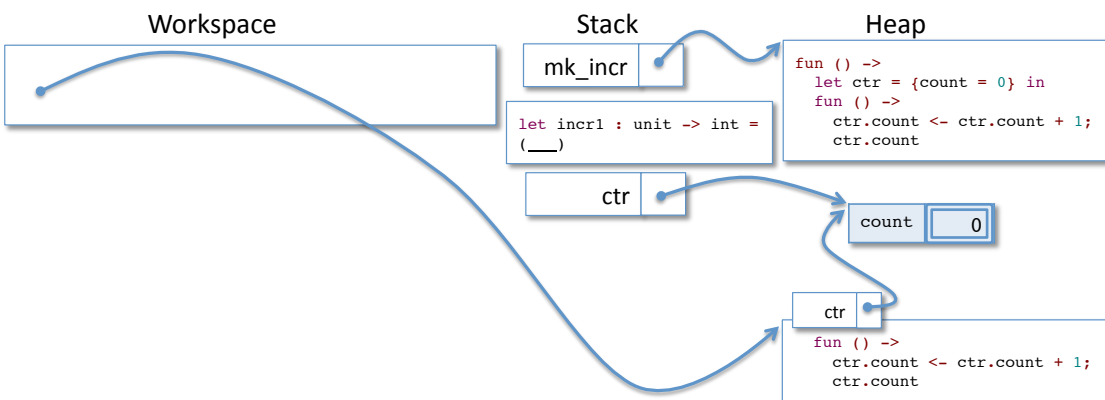 Workspace
Stack
Heap
mk_incr
fun () ->
let ctr = {count = 0} in
fun () ->
ctr.count <- ctr.count + 1;
ctr.count
let incr1 : unit -> int =
(___)
ctr
count 0
ctr
fun () ->
ctr.count <- ctr.count + 1;
ctr.count